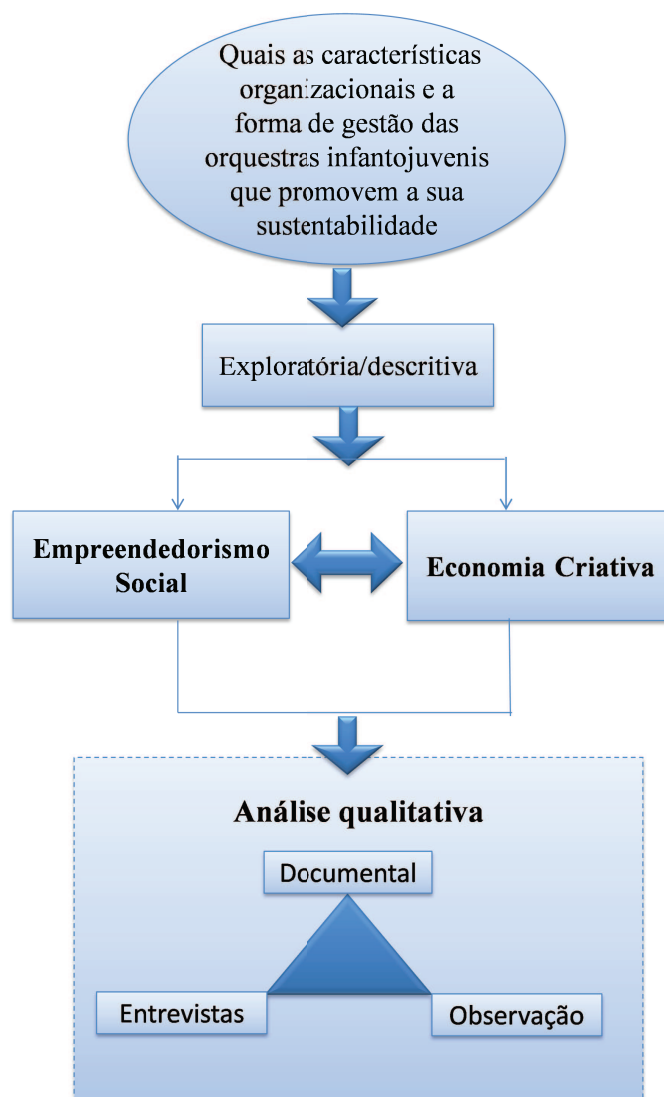 Quais as características
organizacionais e a
forma de gestão das
orquestras infantojuvenis
que promovem a sua
sustentabilidade
Exploratória/descritiva
Empreendedorismo
Social
Economia Criativa
Análise qualitativa
Documental
Entrevistas
Observação